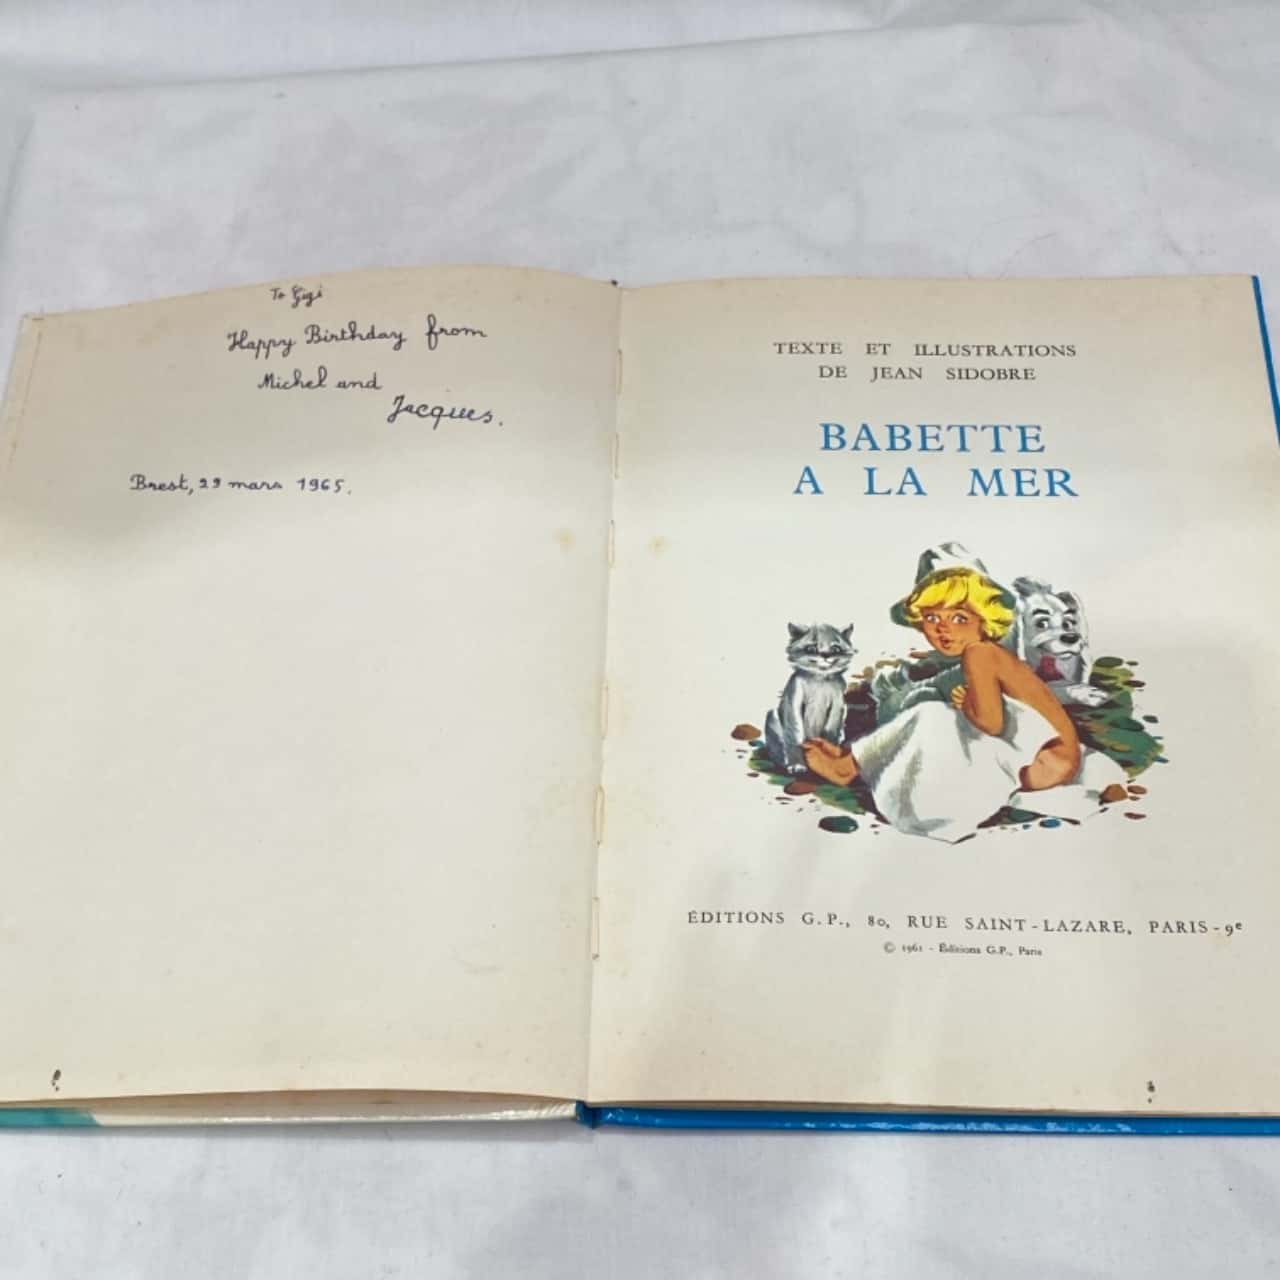 To Gigi
Happy Birthday from
Michel and
Jacques.
Brest, 29 mars 1965.
TEXTE ET ILLUSTRATIONS
DE JEAN SIDOBRE
BABETTE
A LA MER
ÉDITIONS G.P., 80, RUE SAINT-LAZARE, PARIS-9e
© 1961 - Éditions G.P., Paris